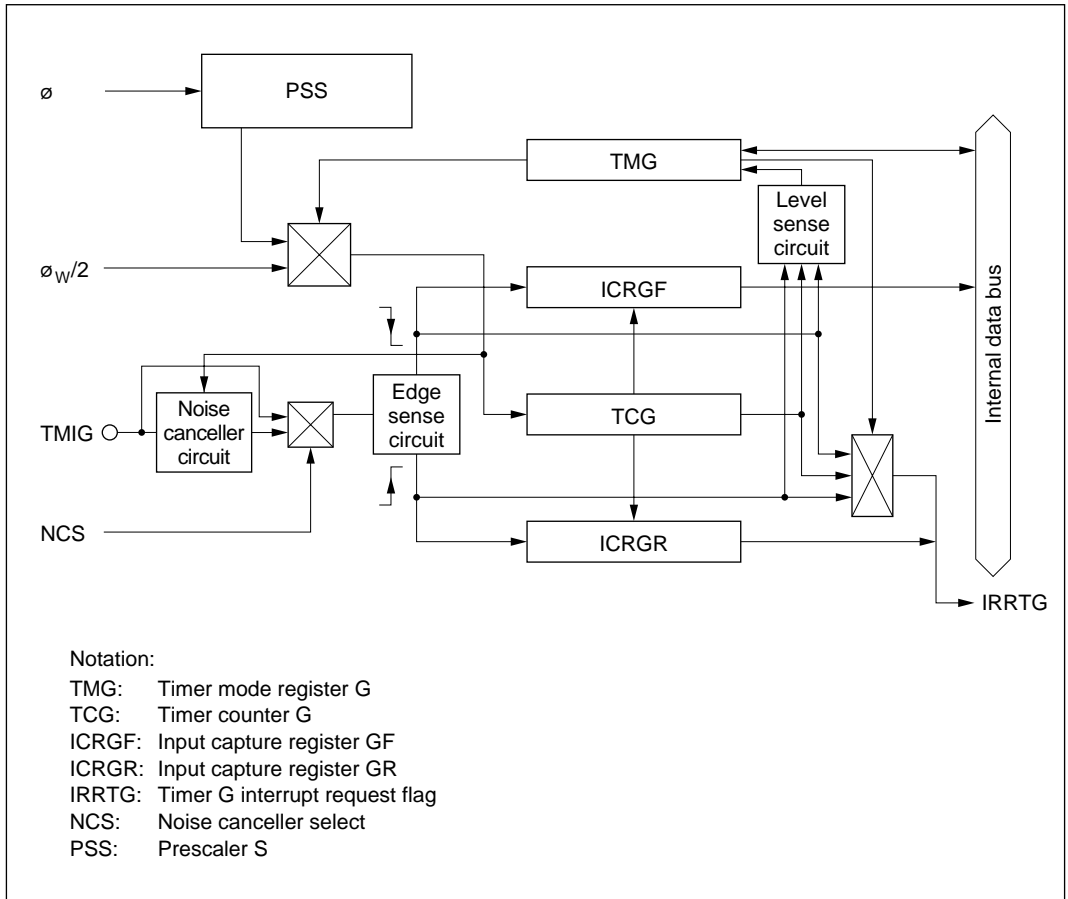 ø
PSS
TMG
Level
sense
circuit
øW/2
ICRGF
Internal data bus
Edge
sense
circuit
Noise
canceller
circuit
TMIG
TCG
NCS
ICRGR
IRRTG
Notation:
TMG: Timer mode register G
TCG: Timer counter G
ICRGF: Input capture register GF
ICRGR: Input capture register GR
IRRTG: Timer G interrupt request flag
NCS: Noise canceller select
PSS: Prescaler S